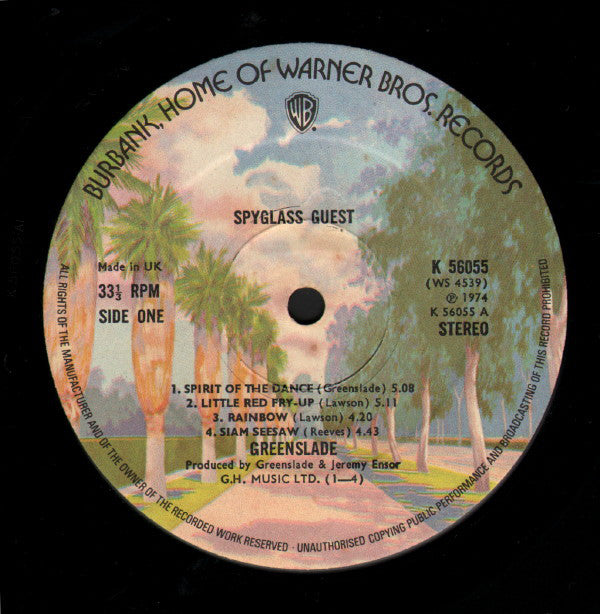 BURBANK, HOME OF WARNER BROS. RECORDS
WB
SPYGLASS GUEST
Made in UK
33⅓ RPM
SIDE ONE
K 56055
(WS 4539)
℗ 1974
K 56055 A
STEREO
1. SPIRIT OF THE DANCE (Greenslade) 5.08
2. LITTLE RED FRY-UP (Lawson) 5.11
3. RAINBOW (Lawson) 4.20
4. SIAM SEESAW (Reeves) 4.43
GREENSLADE
Produced by Greenslade & Jeremy Ensor
G.H. MUSIC LTD. (1—4)
ALL RIGHTS OF THE MANUFACTURER AND OF THE OWNER OF THE RECORDED WORK RESERVED · UNAUTHORISED COPYING PUBLIC PERFORMANCE AND BROADCASTING OF THIS RECORD PROHIBITED